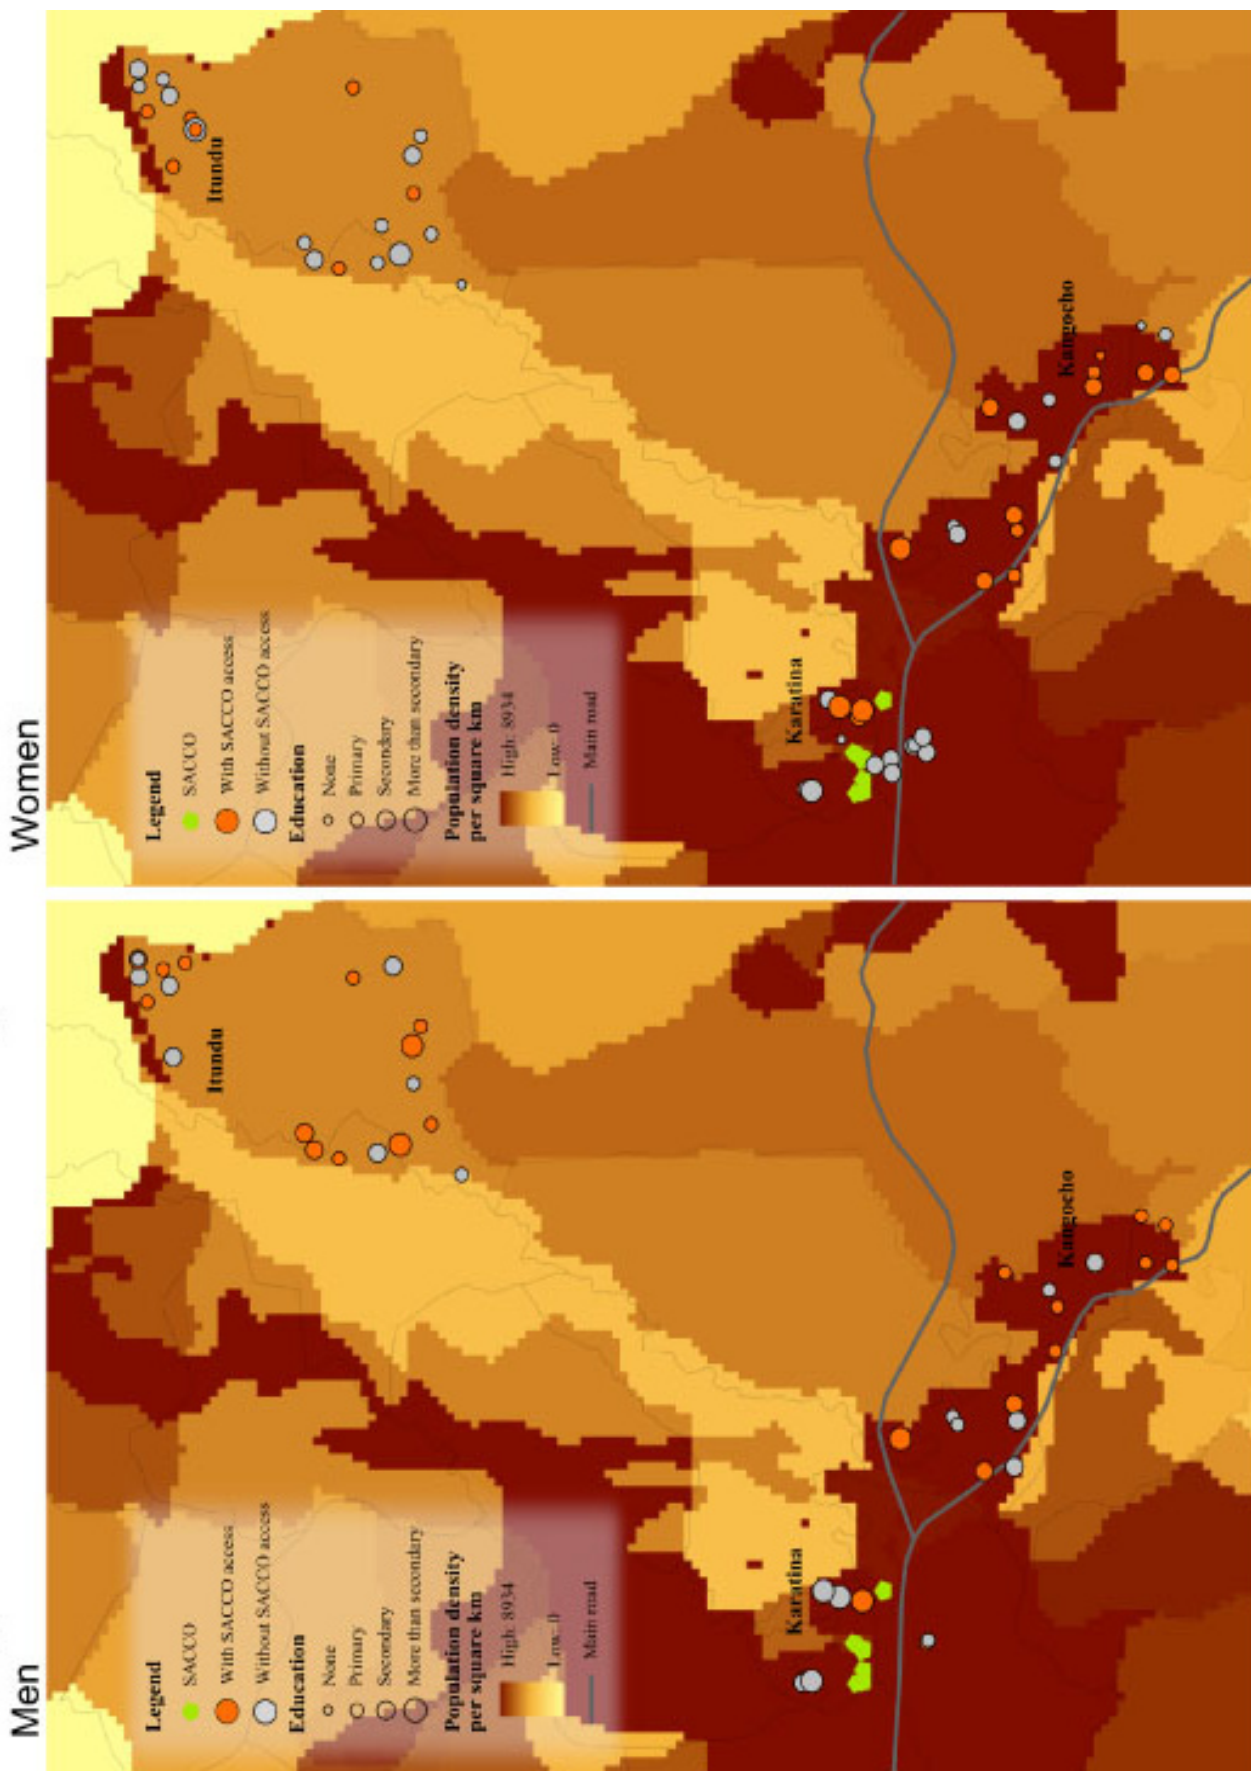 Men
Legend
SACCO
With SACCO access
Without SACCO access
Education
None
Primary
Secondary
More than secondary
Population density
per square km
High: 8934
Low: 0
Main road
Itundu
Karatina
Kangocho
Women
Legend
SACCO
With SACCO access
Without SACCO access
Education
None
Primary
Secondary
More than secondary
Population density
per square km
High: 8934
Low: 0
Main road
Itundu
Karatina
Kangocho